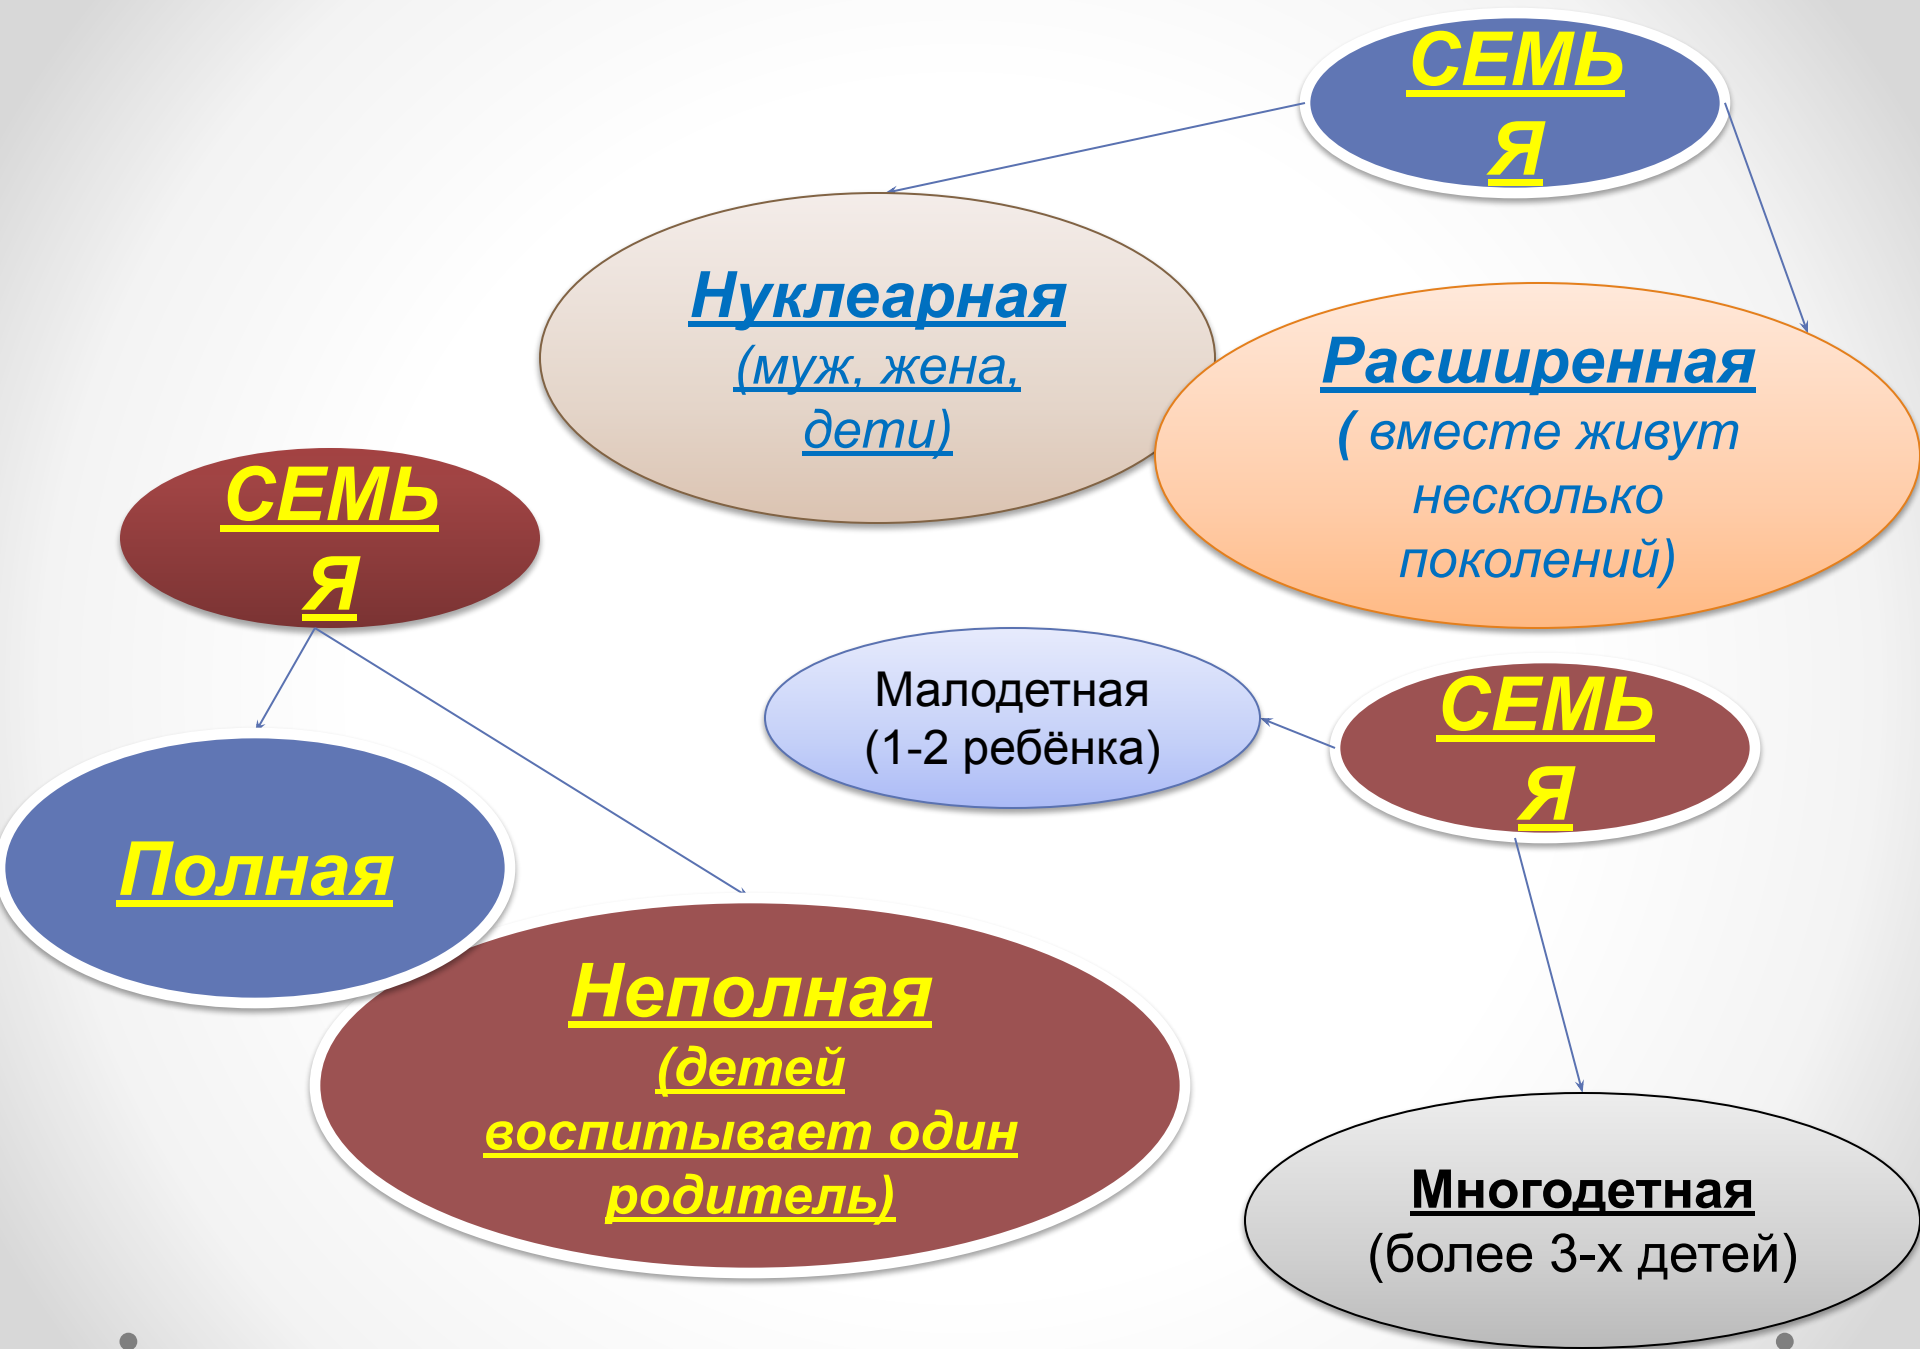 СЕМЬ
Я
Нуклеарная
(муж, жена,
дети)
Расширенная
( вместе живут
несколько
поколений)
СЕМЬ
Я
Полная
Неполная
(детей
воспитывает один
родитель)
Малодетная
(1-2 ребёнка)
СЕМЬ
Я
Многодетная
(более 3-х детей)